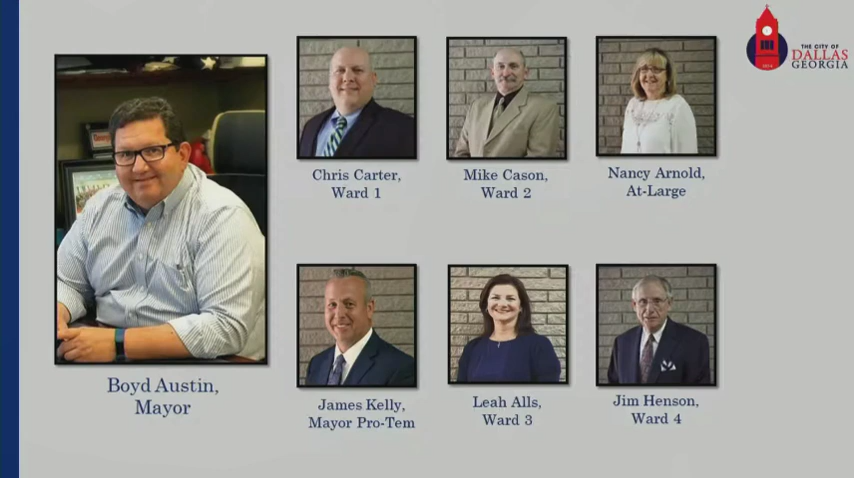 THE CITY OF
DALLAS
GEORGIA
Boyd Austin,
Mayor
Chris Carter,
Ward 1
Mike Cason,
Ward 2
Nancy Arnold,
At-Large
James Kelly,
Mayor Pro-Tem
Leah Alls,
Ward 3
Jim Henson,
Ward 4